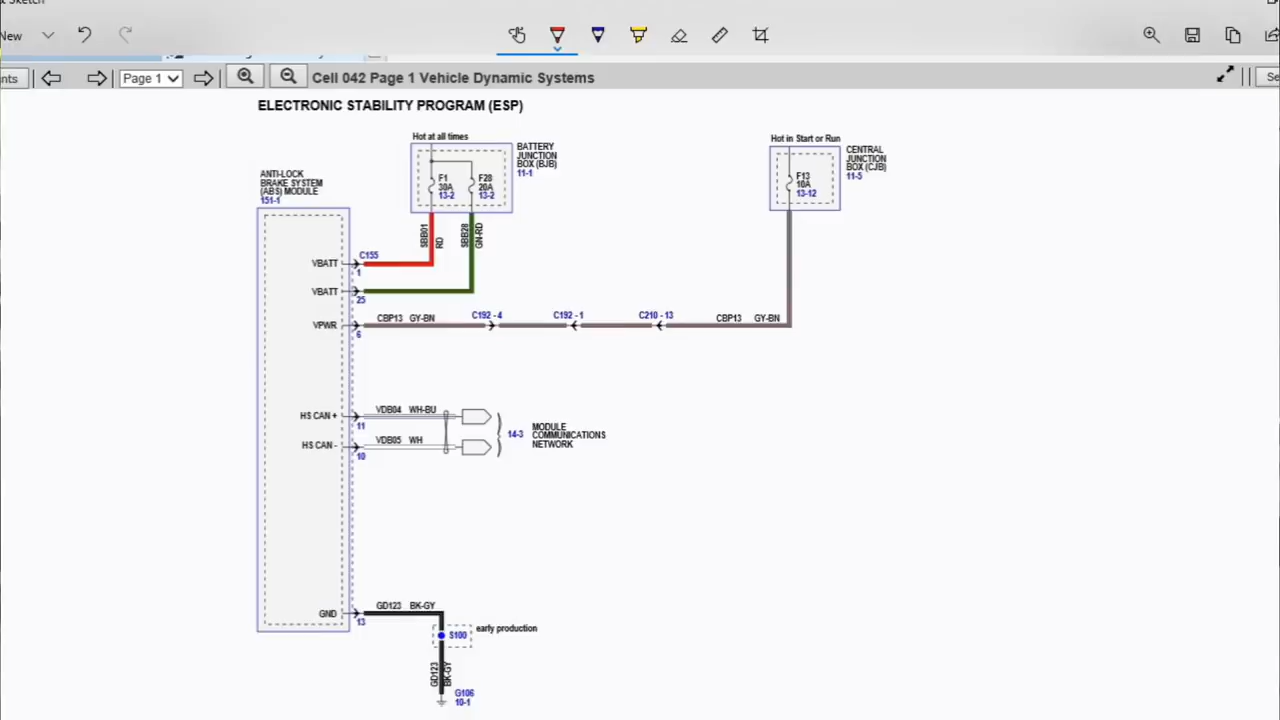 & Sketch
New
nts
Page 1
Cell 042 Page 1 Vehicle Dynamic Systems
Se
ELECTRONIC STABILITY PROGRAM (ESP)
Hot at all times
BATTERY
JUNCTION
BOX (BJB)
11-1
F1
30A
13-2
F28
20A
13-2
Hot in Start or Run
CENTRAL
JUNCTION
BOX (CJB)
11-5
F13
10A
13-12
ANTI-LOCK
BRAKE SYSTEM
(ABS) MODULE
151-1
SBB01
RD
SBB28
GN-RD
VBATT
C155
1
VBATT
25
VPWR
6
CBP13 GY-BN
C192 - 4
C192 - 1
C210 - 13
CBP13 GY-BN
HS CAN +
11
VDB04 WH-BU
HS CAN -
10
VDB05 WH
14-3
MODULE
COMMUNICATIONS
NETWORK
GND
13
GD123 BK-GY
S100
early production
GD123
BK-GY
G106
10-1